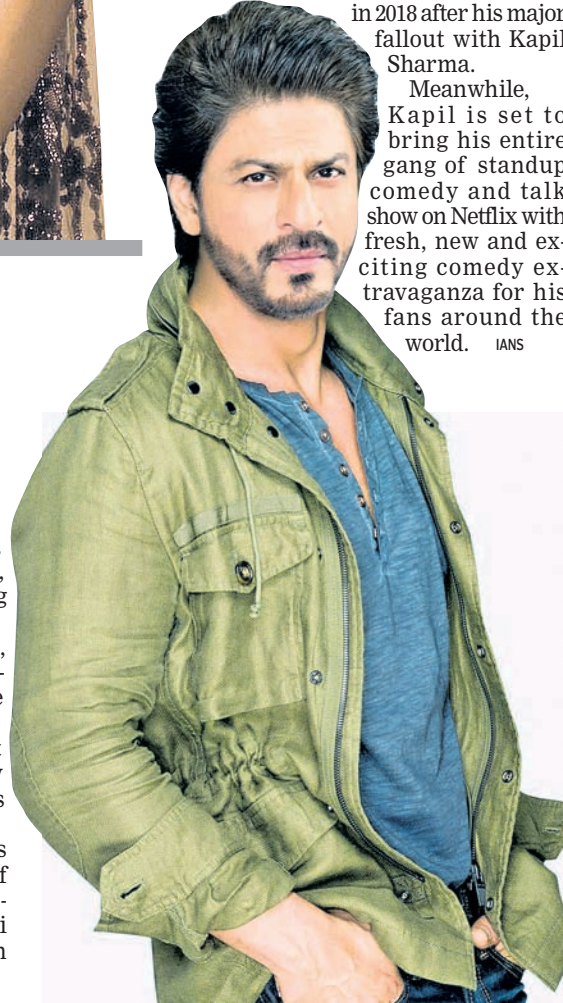 in 2018 after his major
fallout with Kapil
Sharma.
Meanwhile,
Kapil is set to
bring his entire
gang of standup
comedy and talk
show on Netflix with
fresh, new and ex-
citing comedy ex-
travaganza for his
fans around the
world. IANS